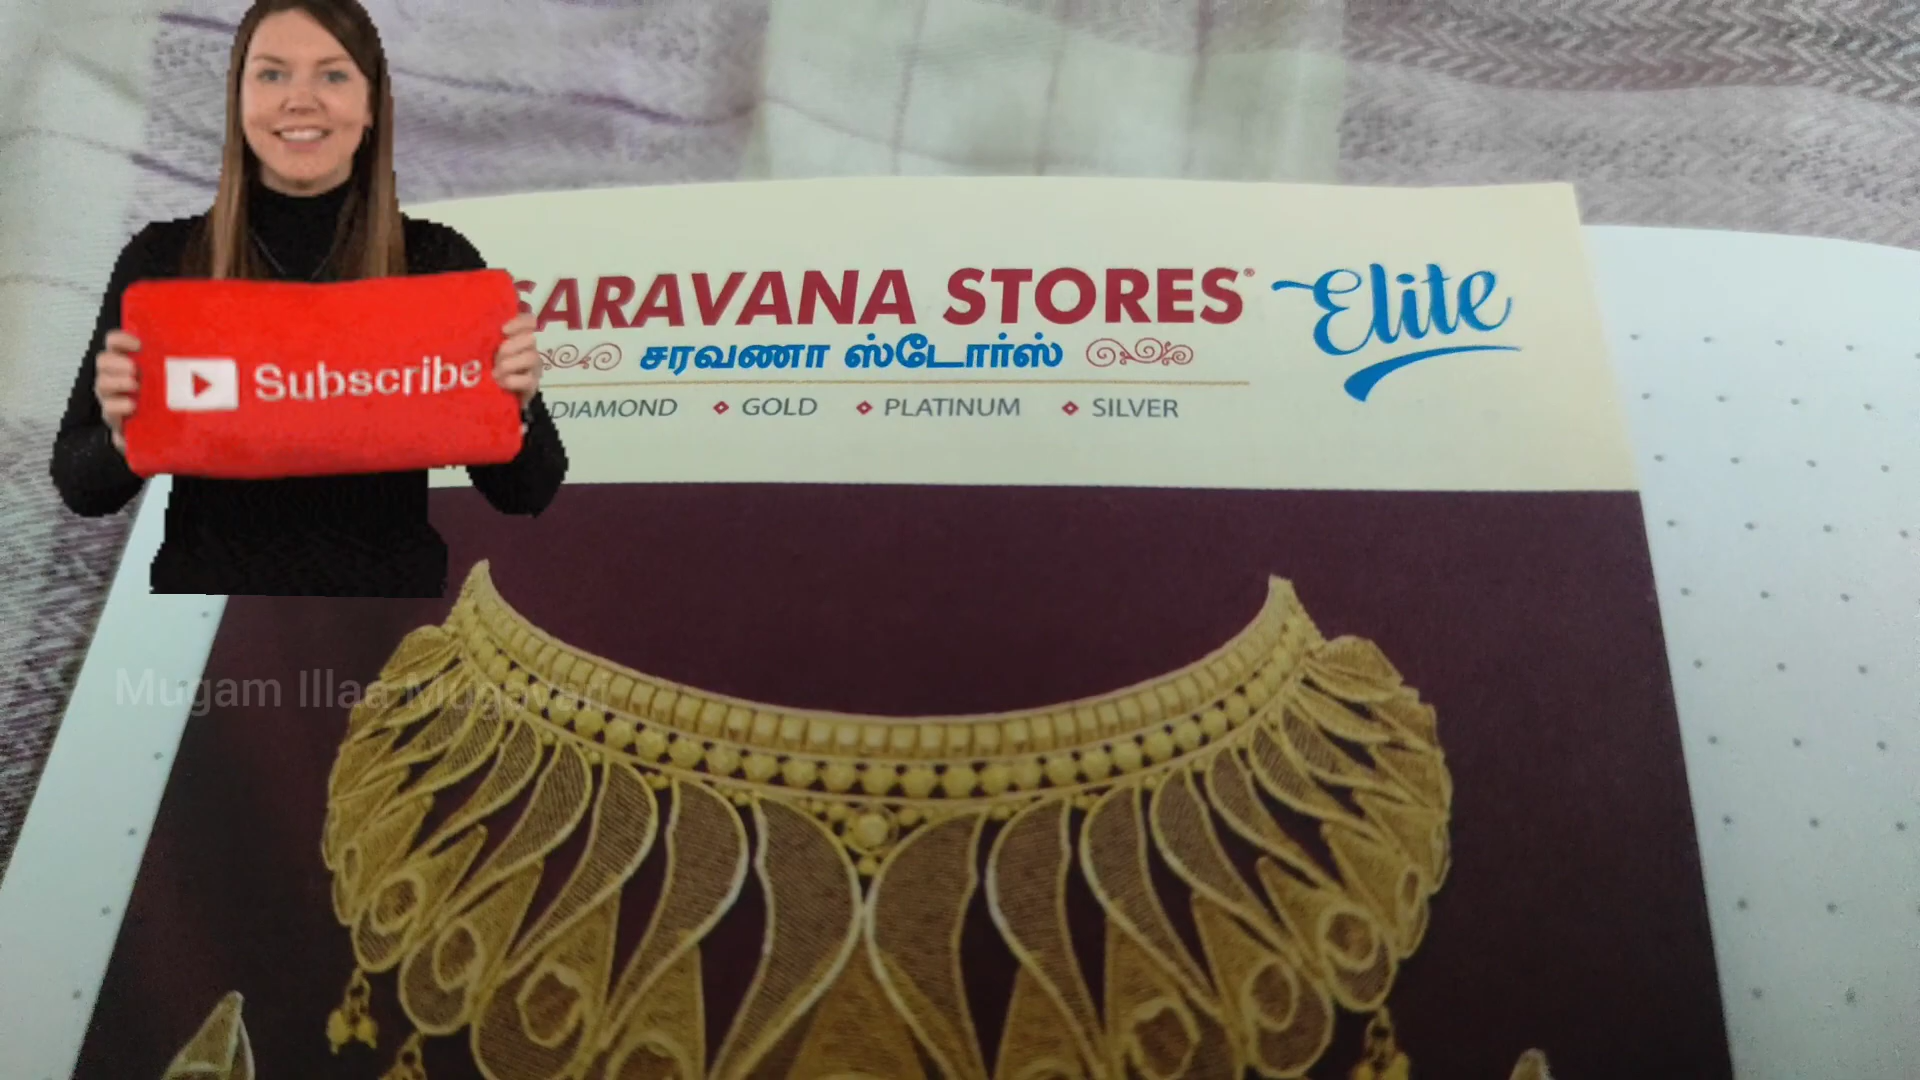 SARAVANA STORES® Elite
சரவணா ஸ்டோர்ஸ்
DIAMOND GOLD PLATINUM SILVER
Subscribe
Mugam Illaa Mugavari